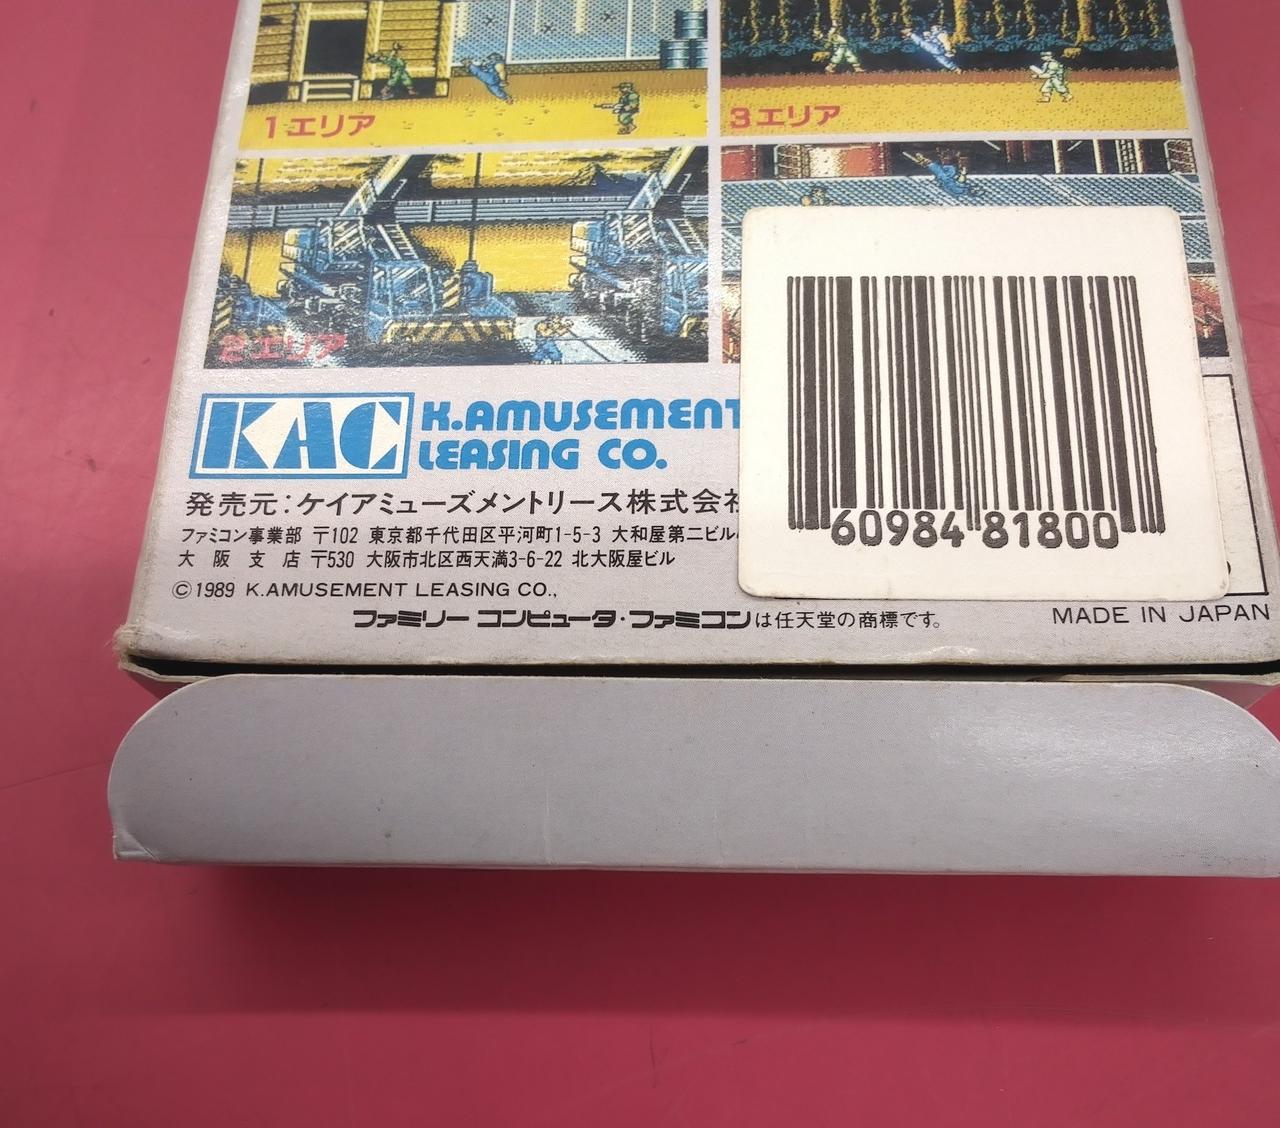 1エリア
3エリア
2エリア
KAC
K.AMUSEMENT
LEASING CO.
発売元:ケイアミューズメントリース株式会社
ファミコン事業部 〒102 東京都千代田区平河町1-5-3 大和屋第二ビル
大阪支店 〒530 大阪市北区西天満3-6-22 北大阪屋ビル
©1989 K.AMUSEMENT LEASING CO.,
ファミリー コンピュータ・ファミコンは任天堂の商標です。
60984 81800
MADE IN JAPAN